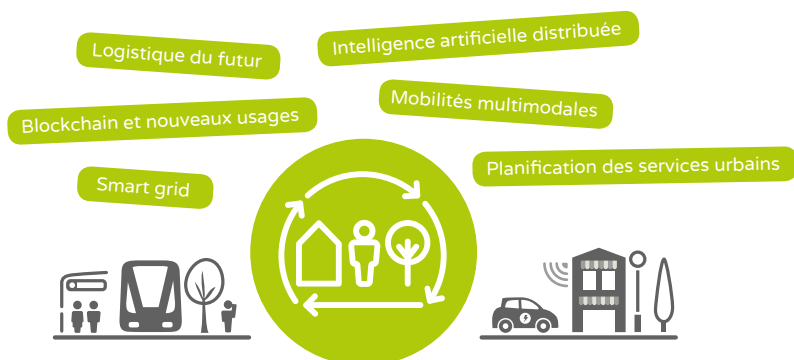 Logistique du futur
Intelligence artificielle distribuée
Blockchain et nouveaux usages
Mobilités multimodales
Smart grid
Planification des services urbains